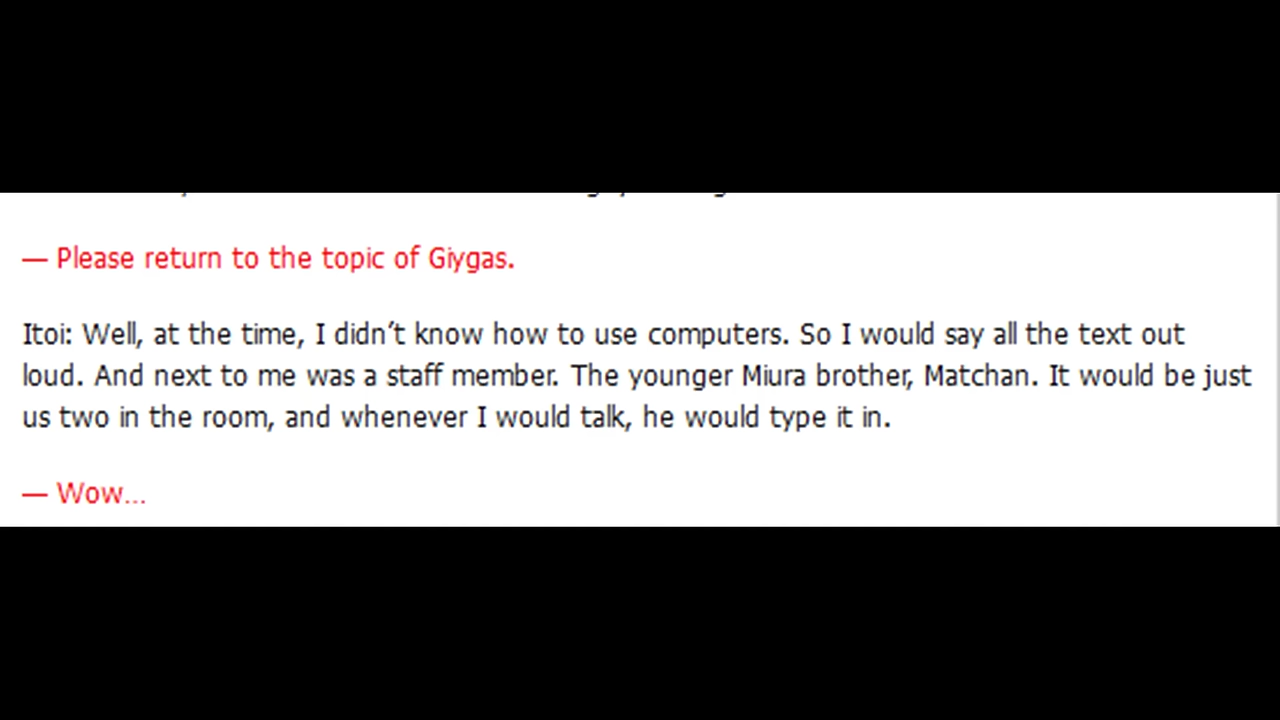 — Please return to the topic of Giygas.
Itoi: Well, at the time, I didn’t know how to use computers. So I would say all the text out
loud. And next to me was a staff member. The younger Miura brother, Matchan. It would be just
us two in the room, and whenever I would talk, he would type it in.
— Wow...